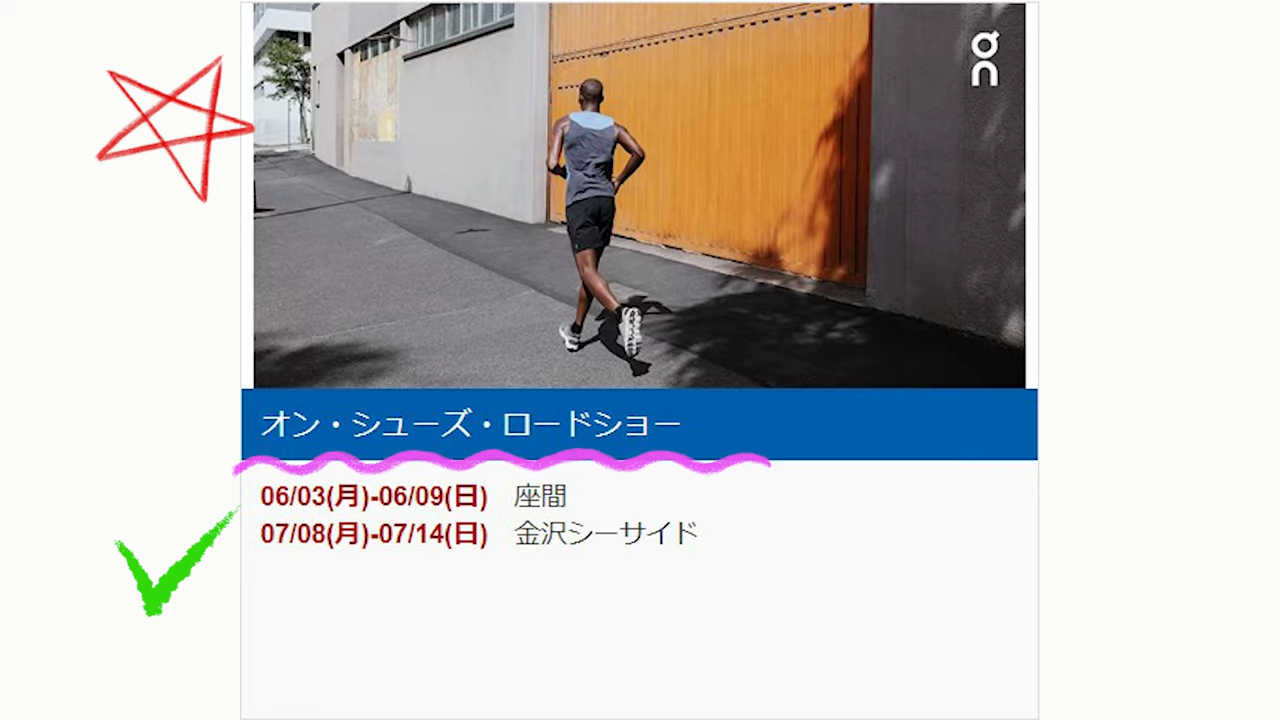 On
オン・シューズ・ロードショー
06/03(月)-06/09(日) 座間
07/08(月)-07/14(日) 金沢シーサイド